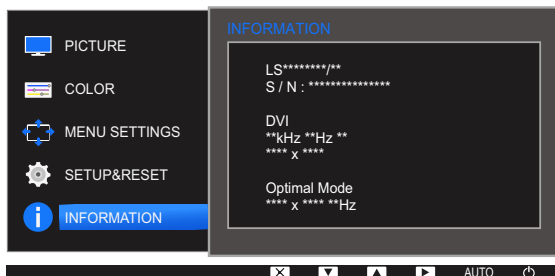 PICTURE
COLOR
MENU SETTINGS
SETUP&RESET
INFORMATION
INFORMATION
LS********/**
S / N : ***************
DVI
**kHz **Hz **
**** x ****
Optimal Mode
**** x **** **Hz
AUTO